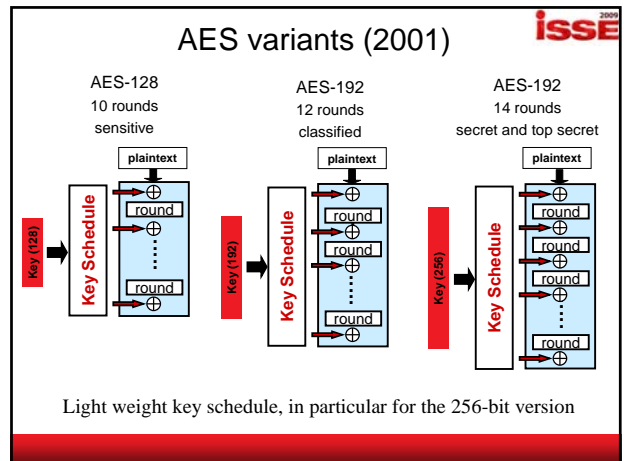 AES variants (2001)
isse 2009
AES-128
10 rounds
sensitive
plaintext
round
round
Key (128)
Key Schedule
AES-192
12 rounds
classified
plaintext
round
round
round
Key (192)
Key Schedule
AES-192
14 rounds
secret and top secret
plaintext
round
round
round
round
Key (256)
Key Schedule
Light weight key schedule, in particular for the 256-bit version